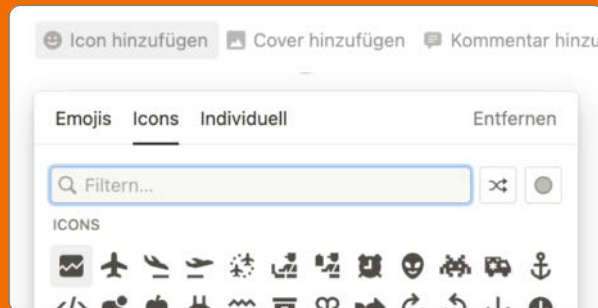 Icon hinzufügen Cover hinzufügen Kommentar hinzu
Emojis Icons Individuell Entfernen
Filtern...
ICONS